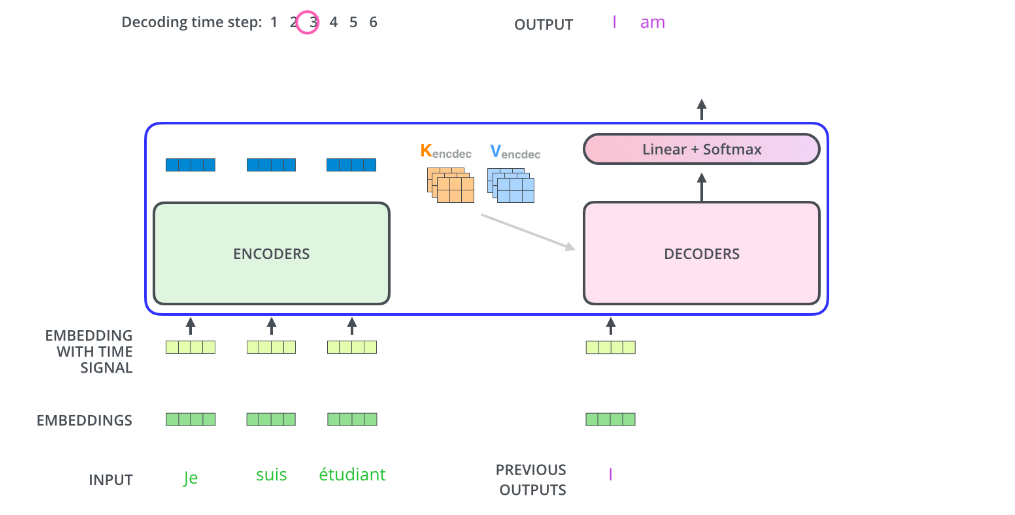 Decoding time step: 1 2 3 4 5 6
OUTPUT I am
Linear + Softmax
Kencdec Vencdec
ENCODERS
DECODERS
EMBEDDING
WITH TIME
SIGNAL
EMBEDDINGS
INPUT Je suis étudiant
PREVIOUS
OUTPUTS
I